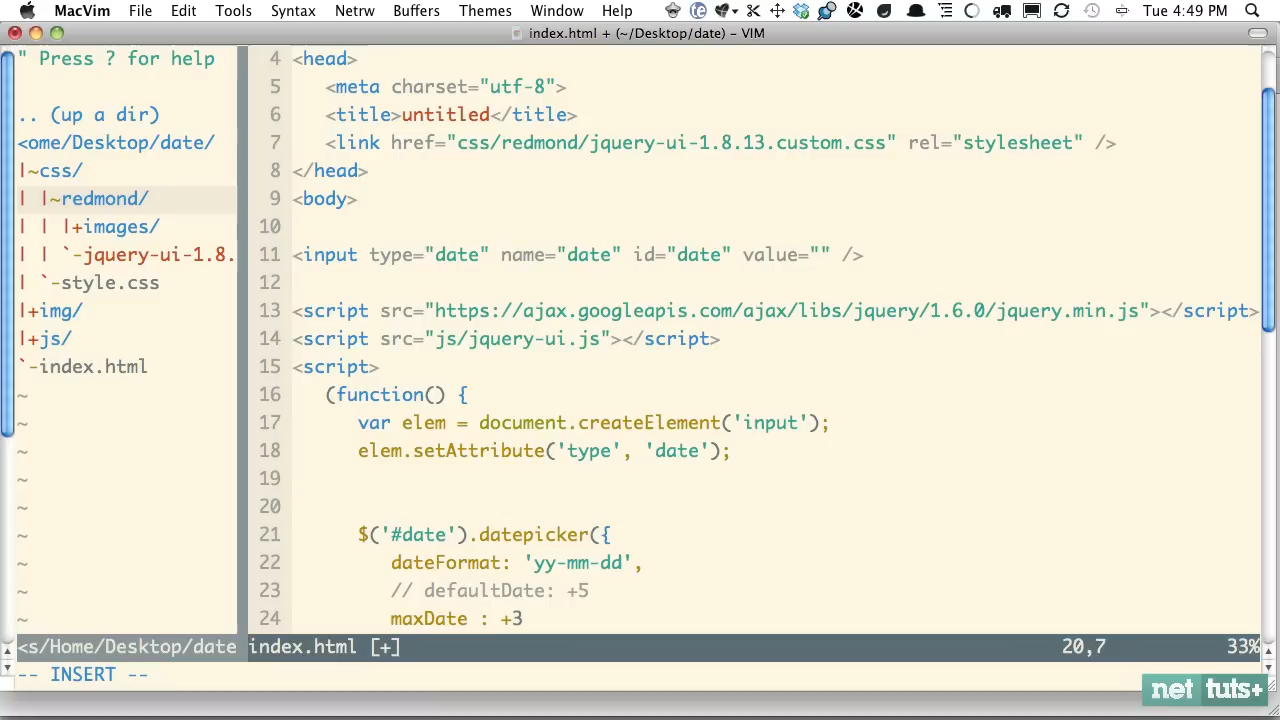 MacVim File Edit Tools Syntax Netrw Buffers Themes Window Help Tue 4:49 PM
index.html + (~/Desktop/date) – VIM
" Press ? for help
.. (up a dir)
<ome/Desktop/date/
|~css/
| |~redmond/
| | |+images/
| | `-jquery-ui-1.8.
| `-style.css
|+img/
|+js/
`-index.html
~
~
~
~
~
~
~
~
~
4 <head>
5 <meta charset="utf-8">
6 <title>untitled</title>
7 <link href="css/redmond/jquery-ui-1.8.13.custom.css" rel="stylesheet" />
8 </head>
9 <body>
10
11 <input type="date" name="date" id="date" value="" />
12
13 <script src="https://ajax.googleapis.com/ajax/libs/jquery/1.6.0/jquery.min.js"></script>
14 <script src="js/jquery-ui.js"></script>
15 <script>
16 (function() {
17 var elem = document.createElement('input');
18 elem.setAttribute('type', 'date');
19
20
21 $('#date').datepicker({
22 dateFormat: 'yy-mm-dd',
23 // defaultDate: +5
24 maxDate : +3
<s/Home/Desktop/date index.html [+] 20,7 33%
-- INSERT --
net tuts+